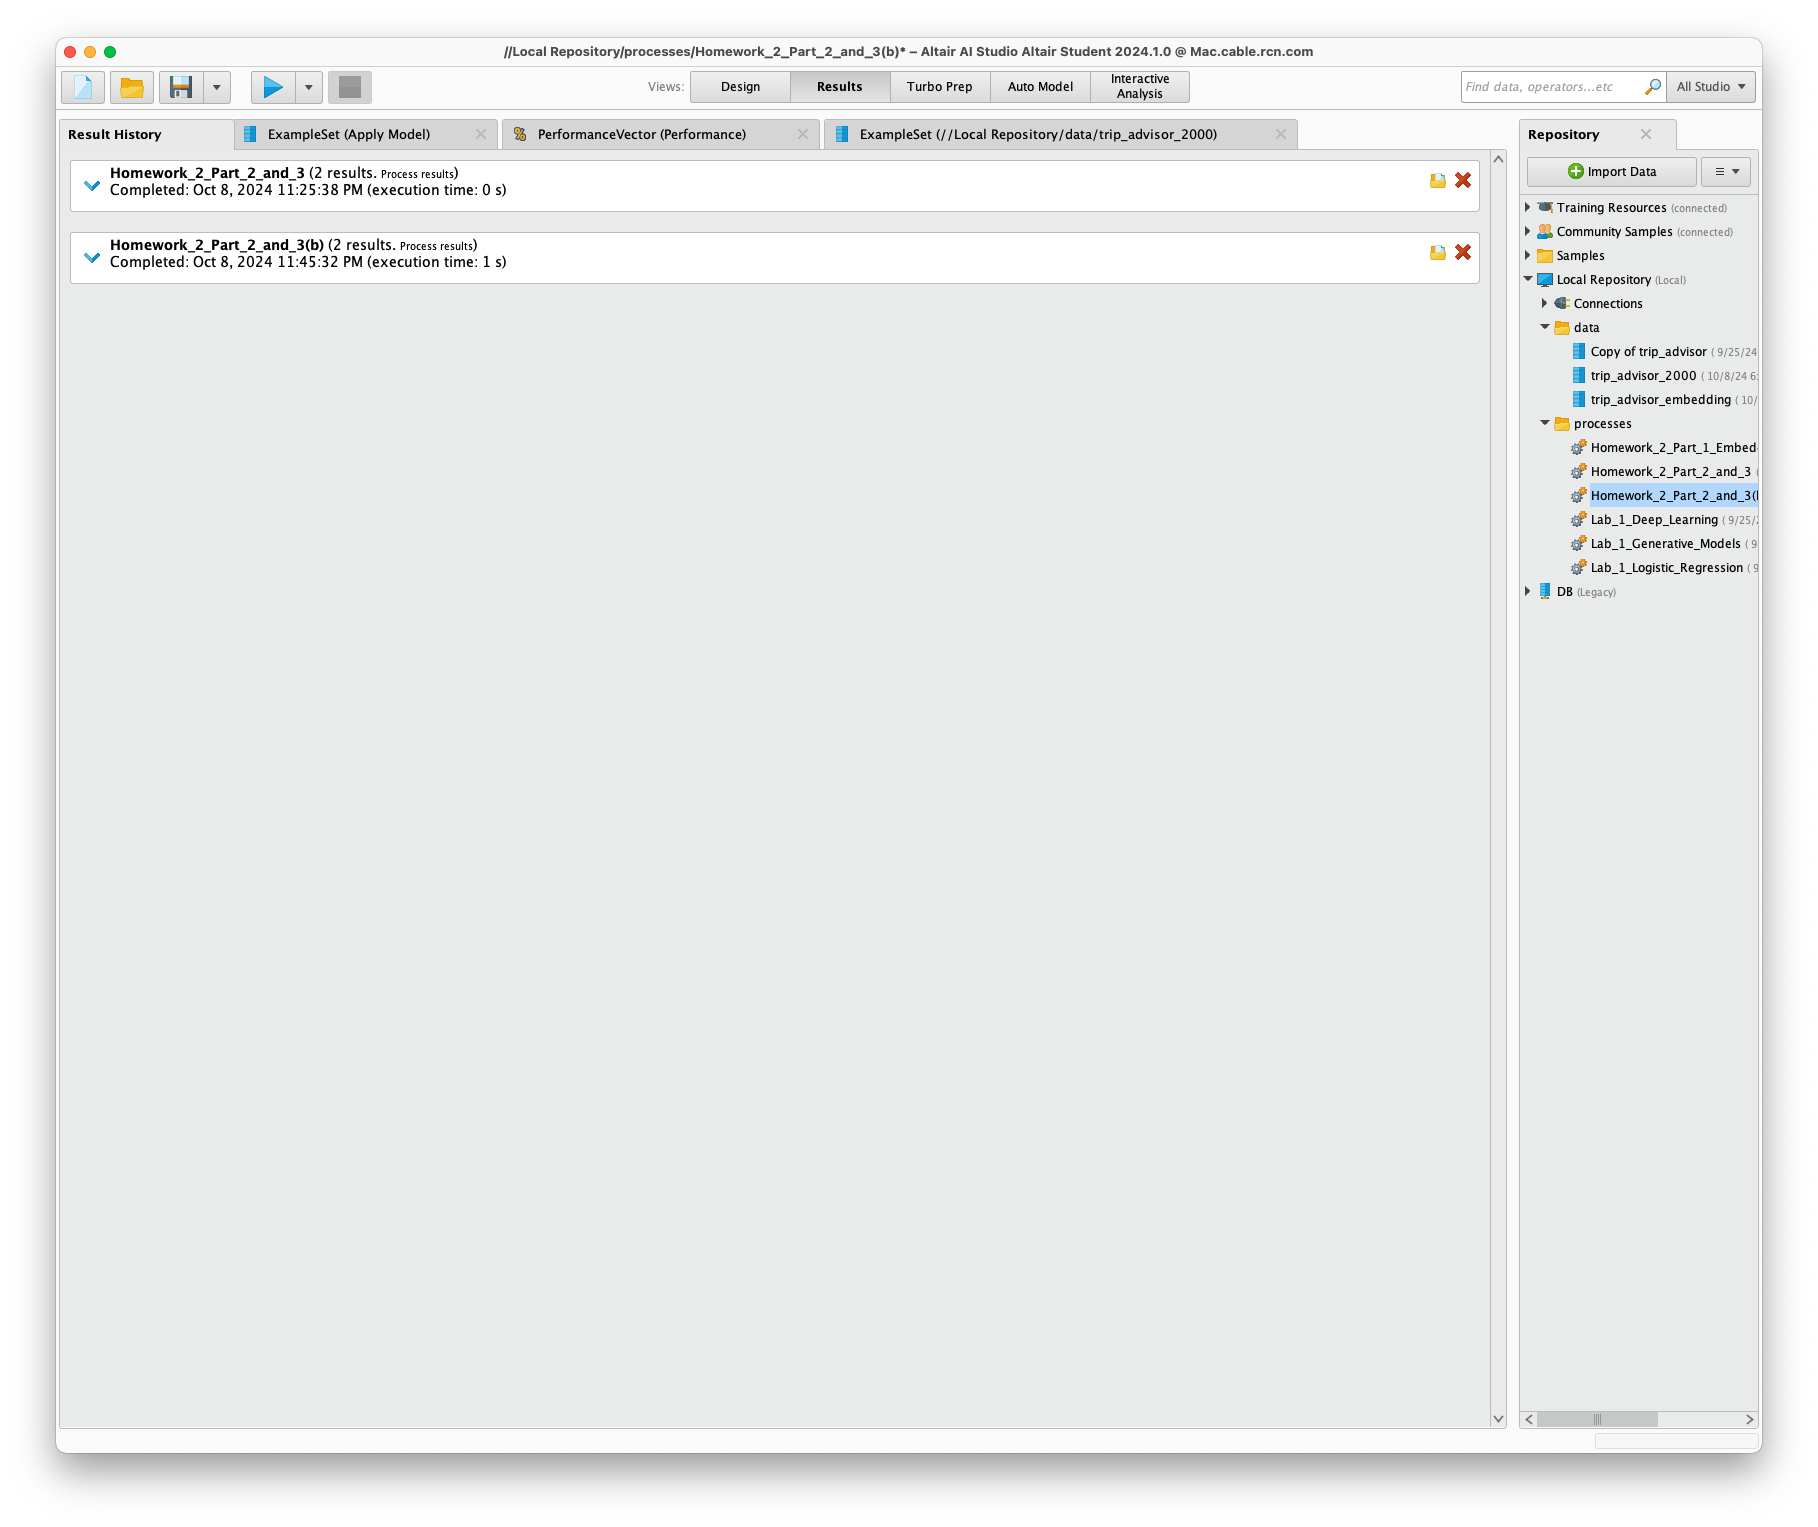 //Local Repository/processes/Homework_2_Part_2_and_3(b)* – Altair AI Studio Altair Student 2024.1.0 @ Mac.cable.rcn.com
Views:
Design
Results
Turbo Prep
Auto Model
Interactive
Analysis
Find data, operators...etc
All Studio
Result History
ExampleSet (Apply Model)
PerformanceVector (Performance)
ExampleSet (//Local Repository/data/trip_advisor_2000)
Homework_2_Part_2_and_3 (2 results. Process results)
Completed: Oct 8, 2024 11:25:38 PM (execution time: 0 s)
Homework_2_Part_2_and_3(b) (2 results. Process results)
Completed: Oct 8, 2024 11:45:32 PM (execution time: 1 s)
Repository
Import Data
Training Resources (connected)
Community Samples (connected)
Samples
Local Repository (Local)
Connections
data
Copy of trip_advisor ( 9/25/24
trip_advisor_2000 ( 10/8/24 6:
trip_advisor_embedding ( 10/
processes
Homework_2_Part_1_Embed
Homework_2_Part_2_and_3 (
Homework_2_Part_2_and_3(
Lab_1_Deep_Learning ( 9/25/
Lab_1_Generative_Models ( 9
Lab_1_Logistic_Regression ( 9
DB (Legacy)